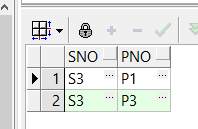 SNO PNO
1 S3 ... P1 ...
2 S3 ... P3 ...